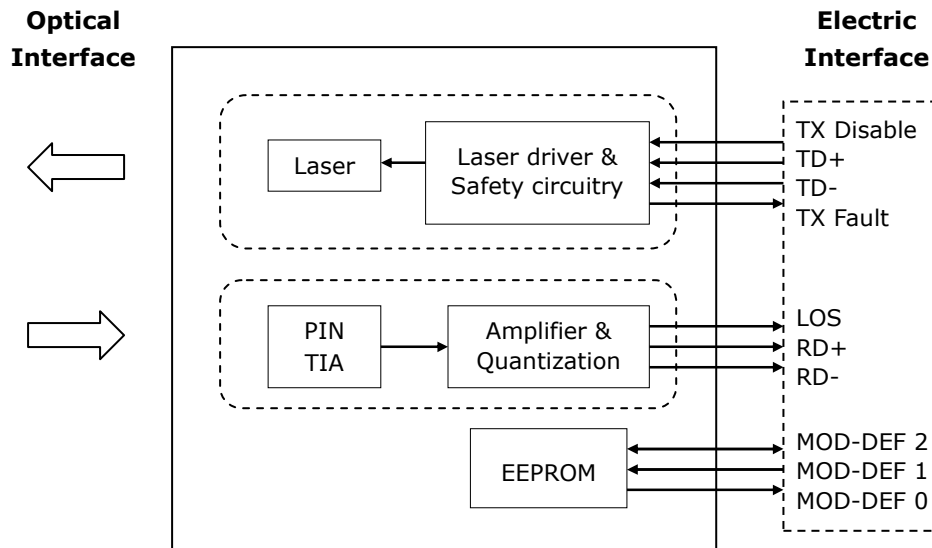 Optical
Interface
Electric
Interface
Laser
Laser driver &
Safety circuitry
TX Disable
TD+
TD-
TX Fault
PIN
TIA
Amplifier &
Quantization
LOS
RD+
RD-
EEPROM
MOD-DEF 2
MOD-DEF 1
MOD-DEF 0